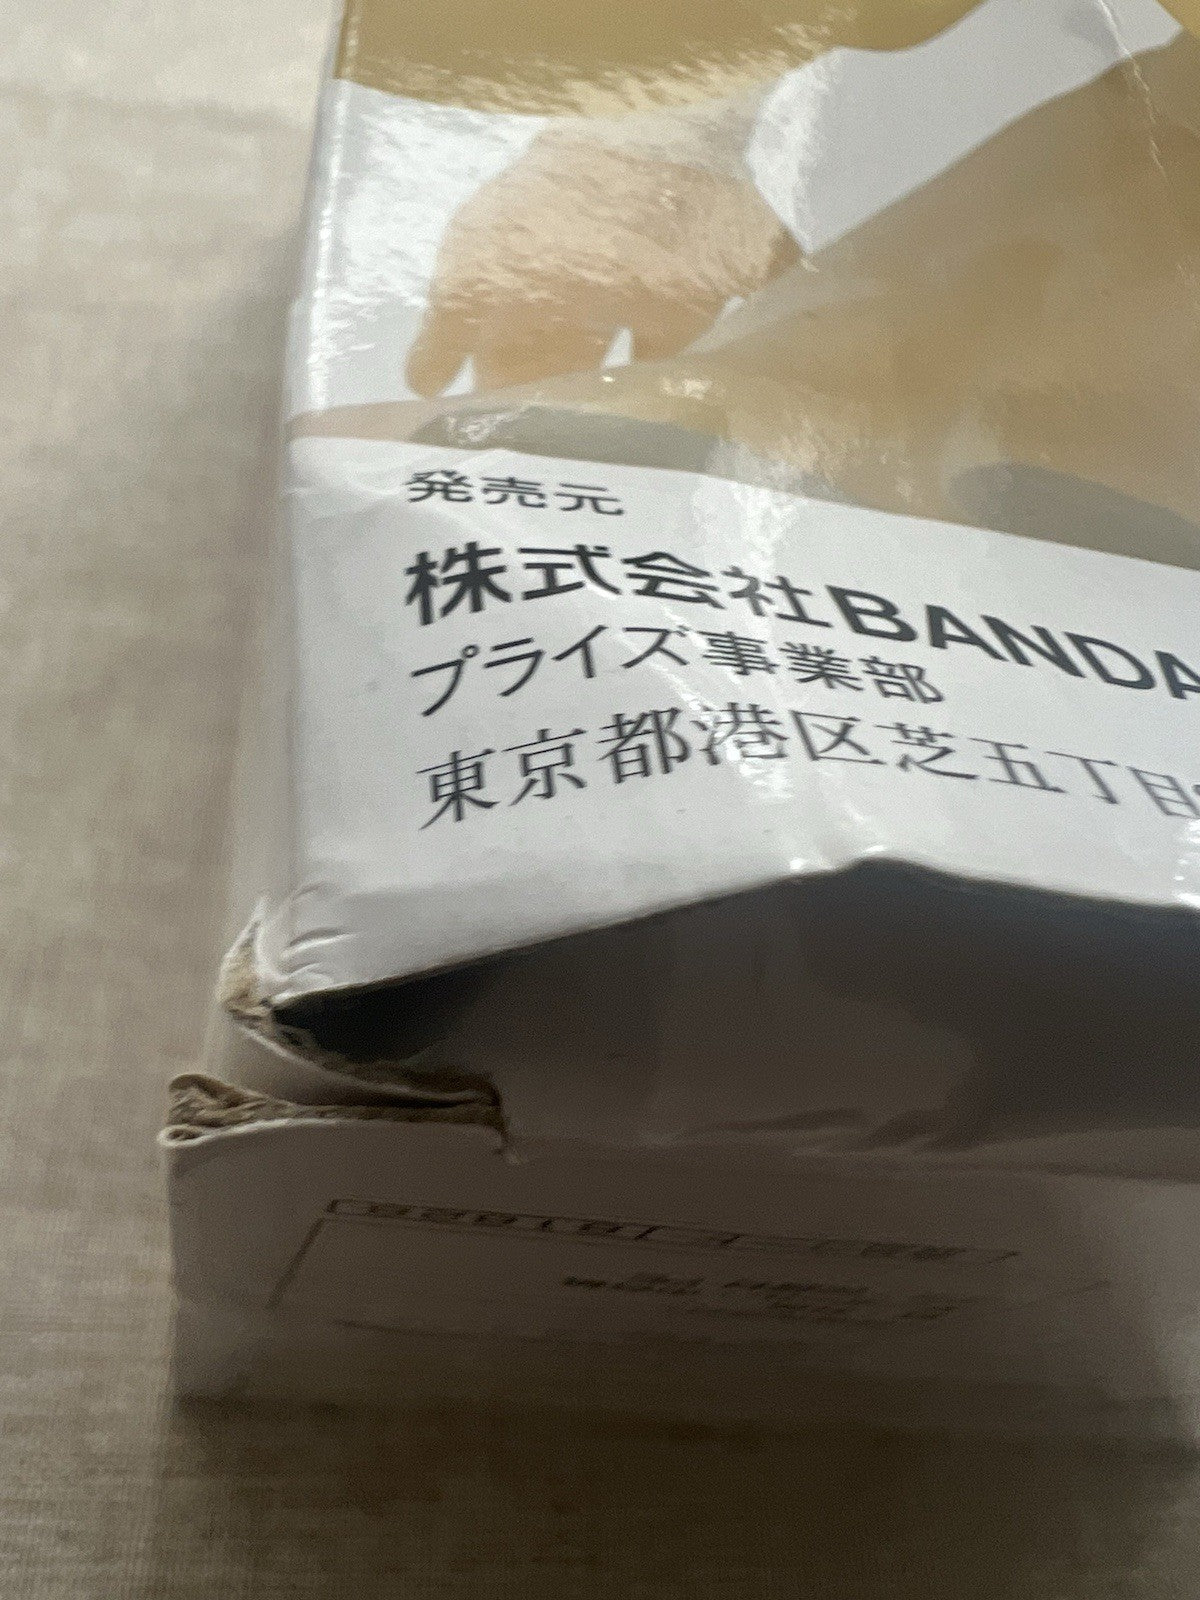 発売元
株式会社BANDA
プライズ事業部
東京都港区芝五丁目